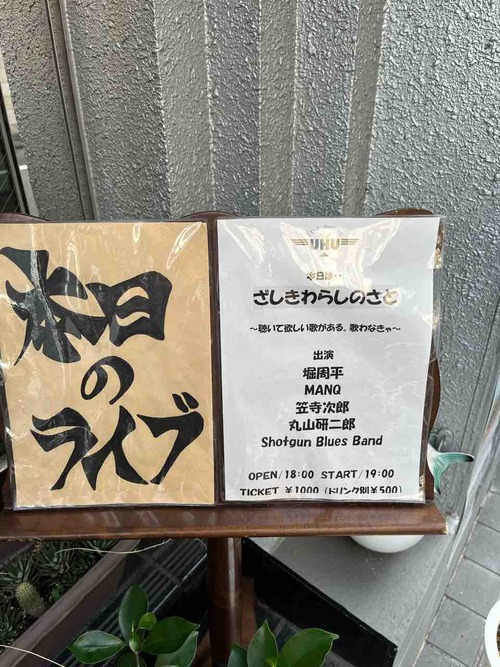 本日
の
ライブ
UHU
本日は・・
ざしきわらしのさと
～聴いて欲しい歌がある。歌わなきゃ～
出演
堀周平
MANQ
笠寺次郎
丸山研二郎
Shotgun Blues Band
OPEN/18:00 START/19:00
TICKET ￥1000（ドリンク別￥500）